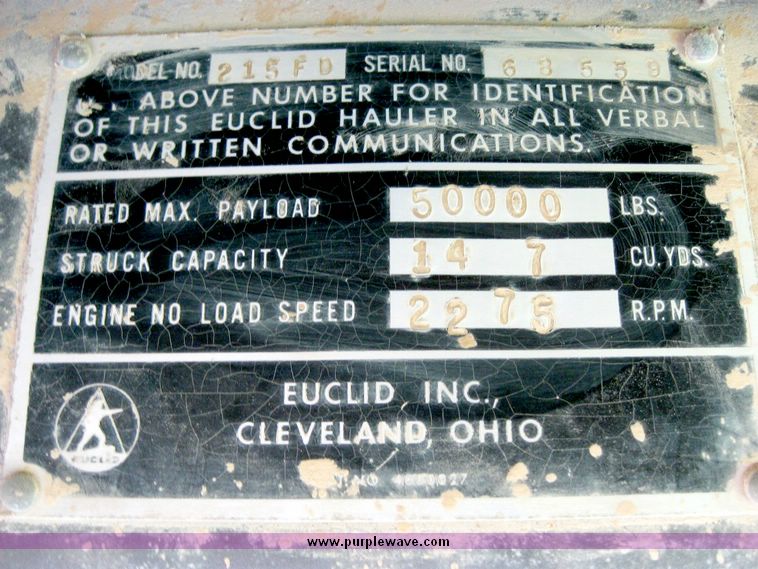 MODEL NO. 215FD SERIAL NO. 68559
ABOVE NUMBER FOR IDENTIFICATION
OF THIS EUCLID HAULER IN ALL VERBAL
OR WRITTEN COMMUNICATIONS.
RATED MAX. PAYLOAD 50000 LBS.
STRUCK CAPACITY 14 7 CU.YDS.
ENGINE NO LOAD SPEED 2275 R.P.M.
EUCLID, INC.,
CLEVELAND, OHIO
EUCLID
NO
www.purplewave.com